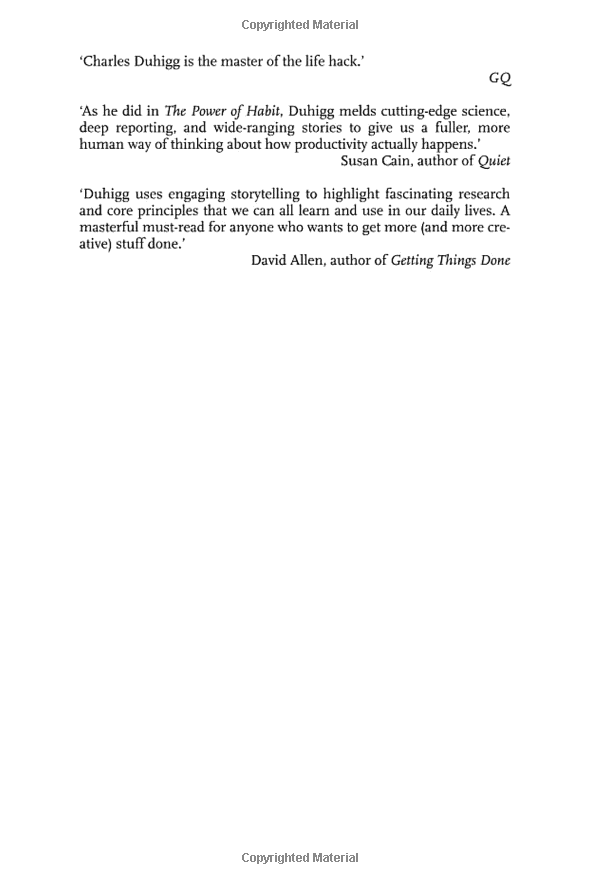 Copyrighted Material
‘Charles Duhigg is the master of the life hack.’
GQ
‘As he did in The Power of Habit, Duhigg melds cutting-edge science,
deep reporting, and wide-ranging stories to give us a fuller, more
human way of thinking about how productivity actually happens.’
Susan Cain, author of Quiet
‘Duhigg uses engaging storytelling to highlight fascinating research
and core principles that we can all learn and use in our daily lives. A
masterful must-read for anyone who wants to get more (and more cre-
ative) stuff done.’
David Allen, author of Getting Things Done
Copyrighted Material